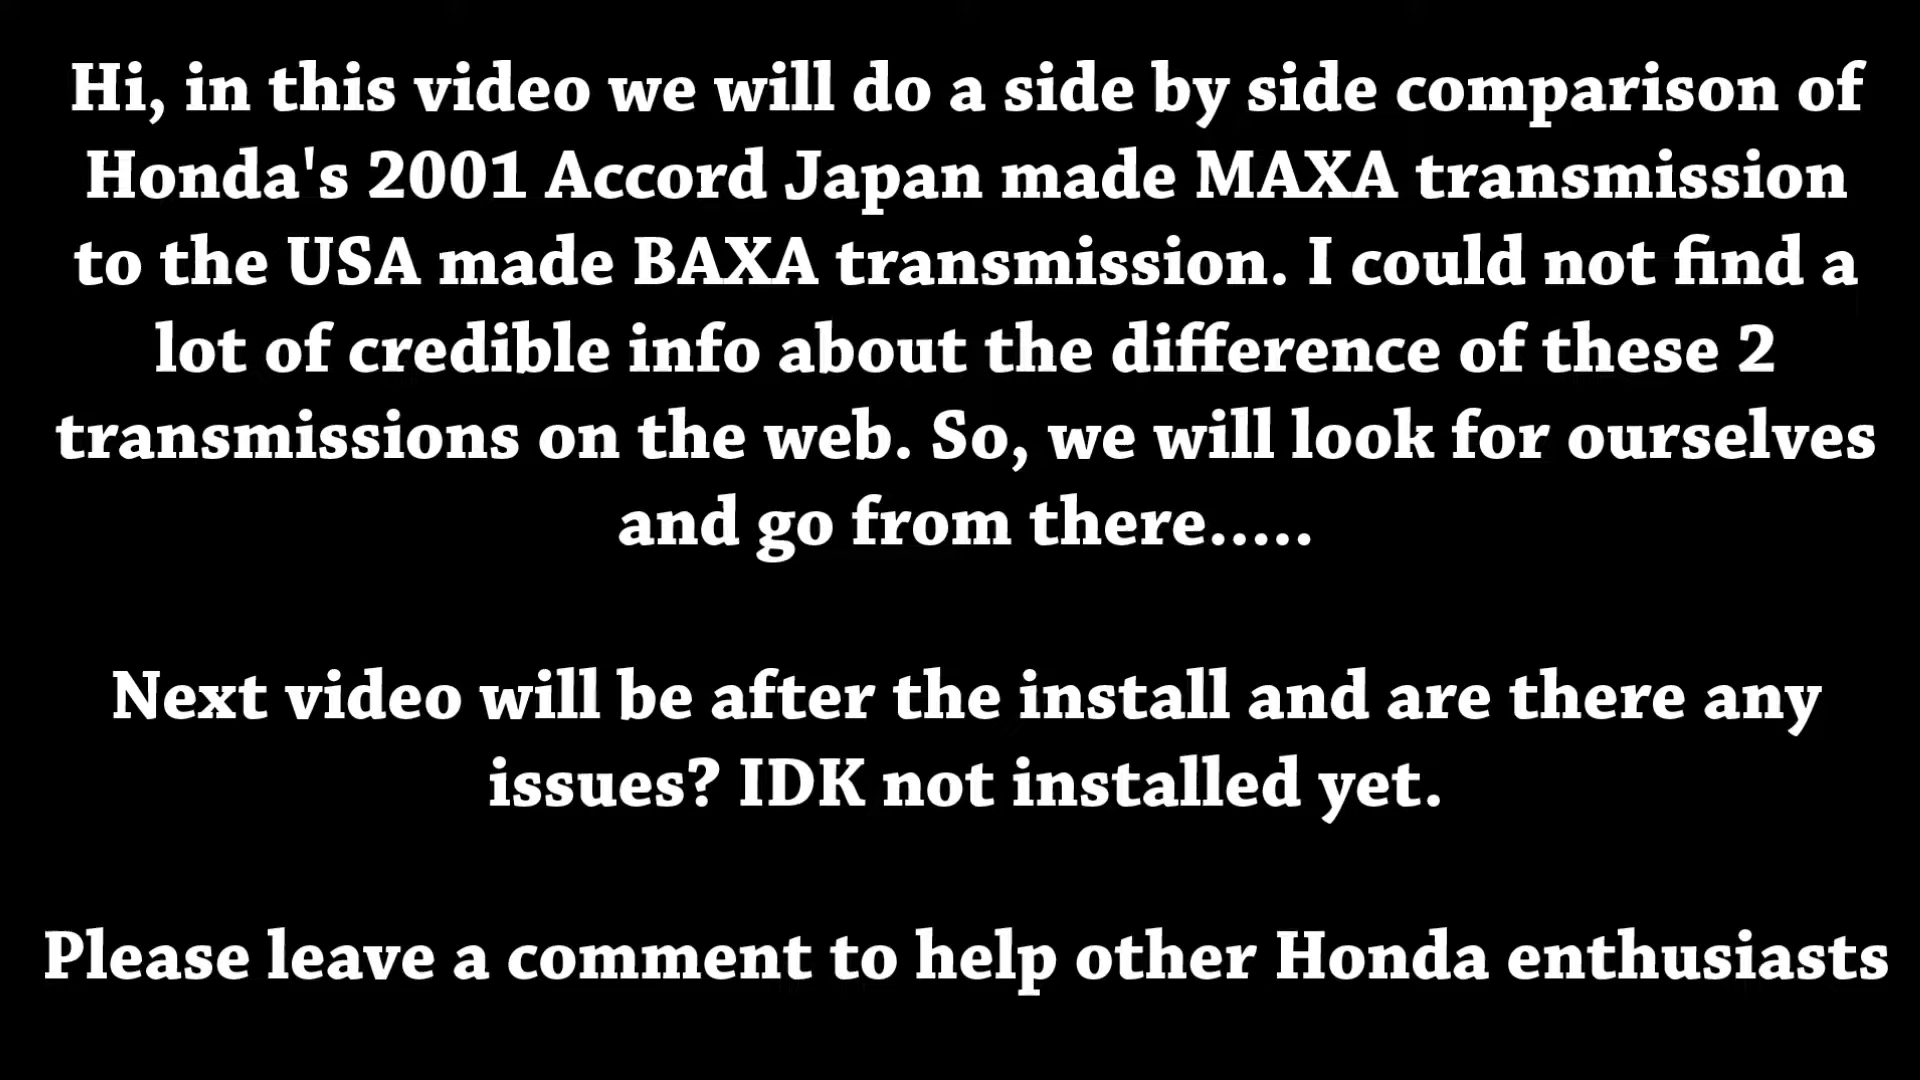 Hi, in this video we will do a side by side comparison of
Honda's 2001 Accord Japan made MAXA transmission
to the USA made BAXA transmission. I could not find a
lot of credible info about the difference of these 2
transmissions on the web. So, we will look for ourselves
and go from there.....
Next video will be after the install and are there any
issues? IDK not installed yet.
Please leave a comment to help other Honda enthusiasts